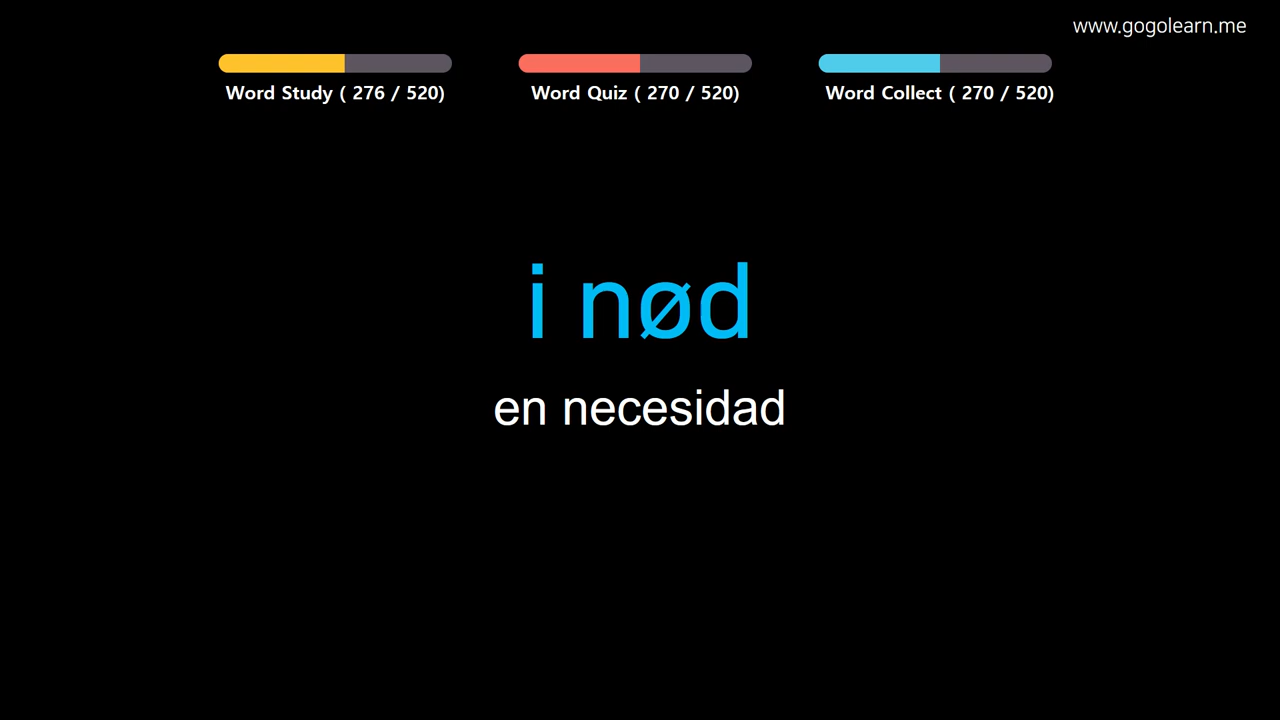 www.gogolearn.me
Word Study ( 276 / 520)
Word Quiz ( 270 / 520)
Word Collect ( 270 / 520)
i nød
en necesidad